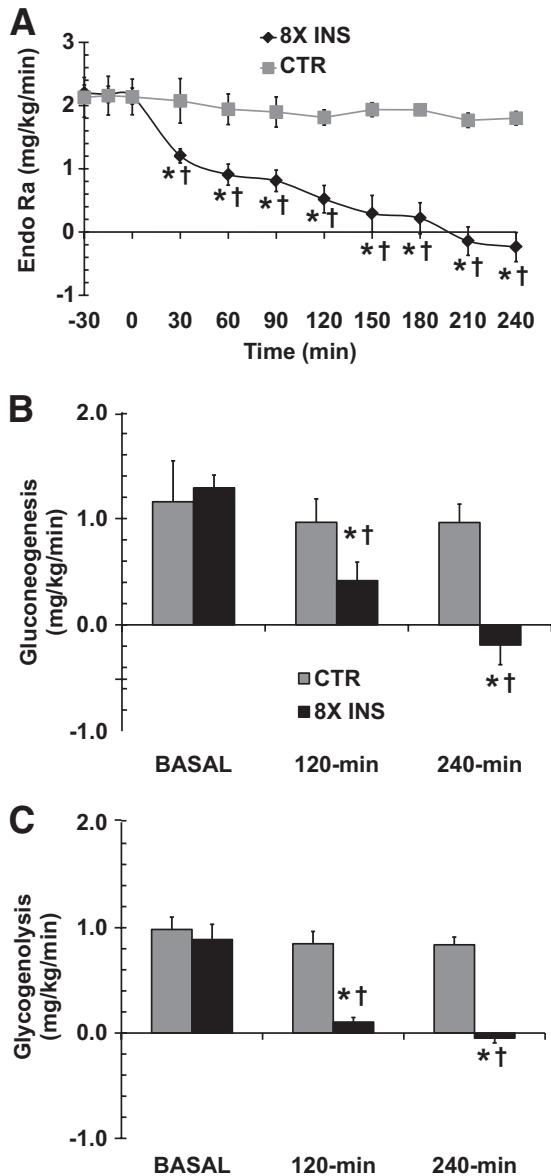 A
8X INS
CTR
Endo Ra (mg/kg/min)
3
2
1
0
-1
*† *† *† *† *† *† *† *†
-30 0 30 60 90 120 150 180 210 240
Time (min)
B
Gluconeogenesis
(mg/kg/min)
2.0
1.0
0.0
-1.0
*†
*†
CTR
8X INS
BASAL 120-min 240-min
C
Glycogenolysis
(mg/kg/min)
2.0
1.0
0.0
-1.0
*†
*†
BASAL 120-min 240-min